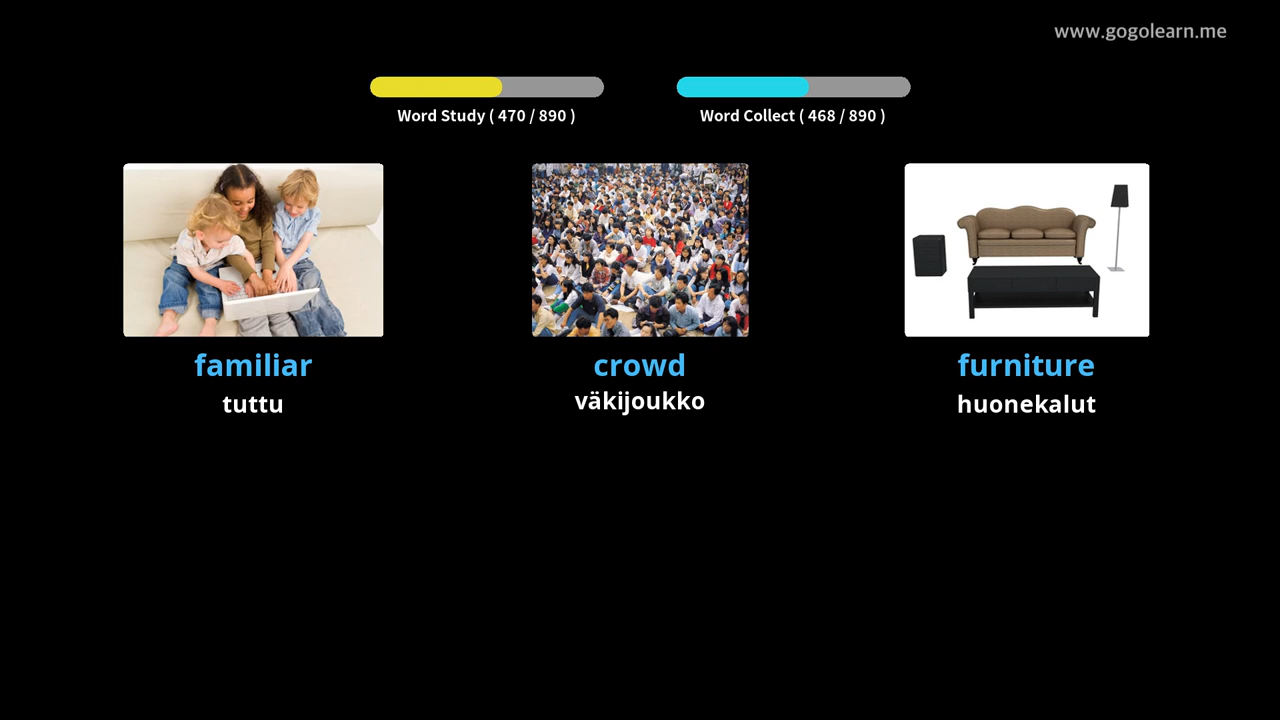 www.gogolearn.me
Word Study ( 470 / 890 )
Word Collect ( 468 / 890 )
familiar
tuttu
crowd
väkijoukko
furniture
huonekalut